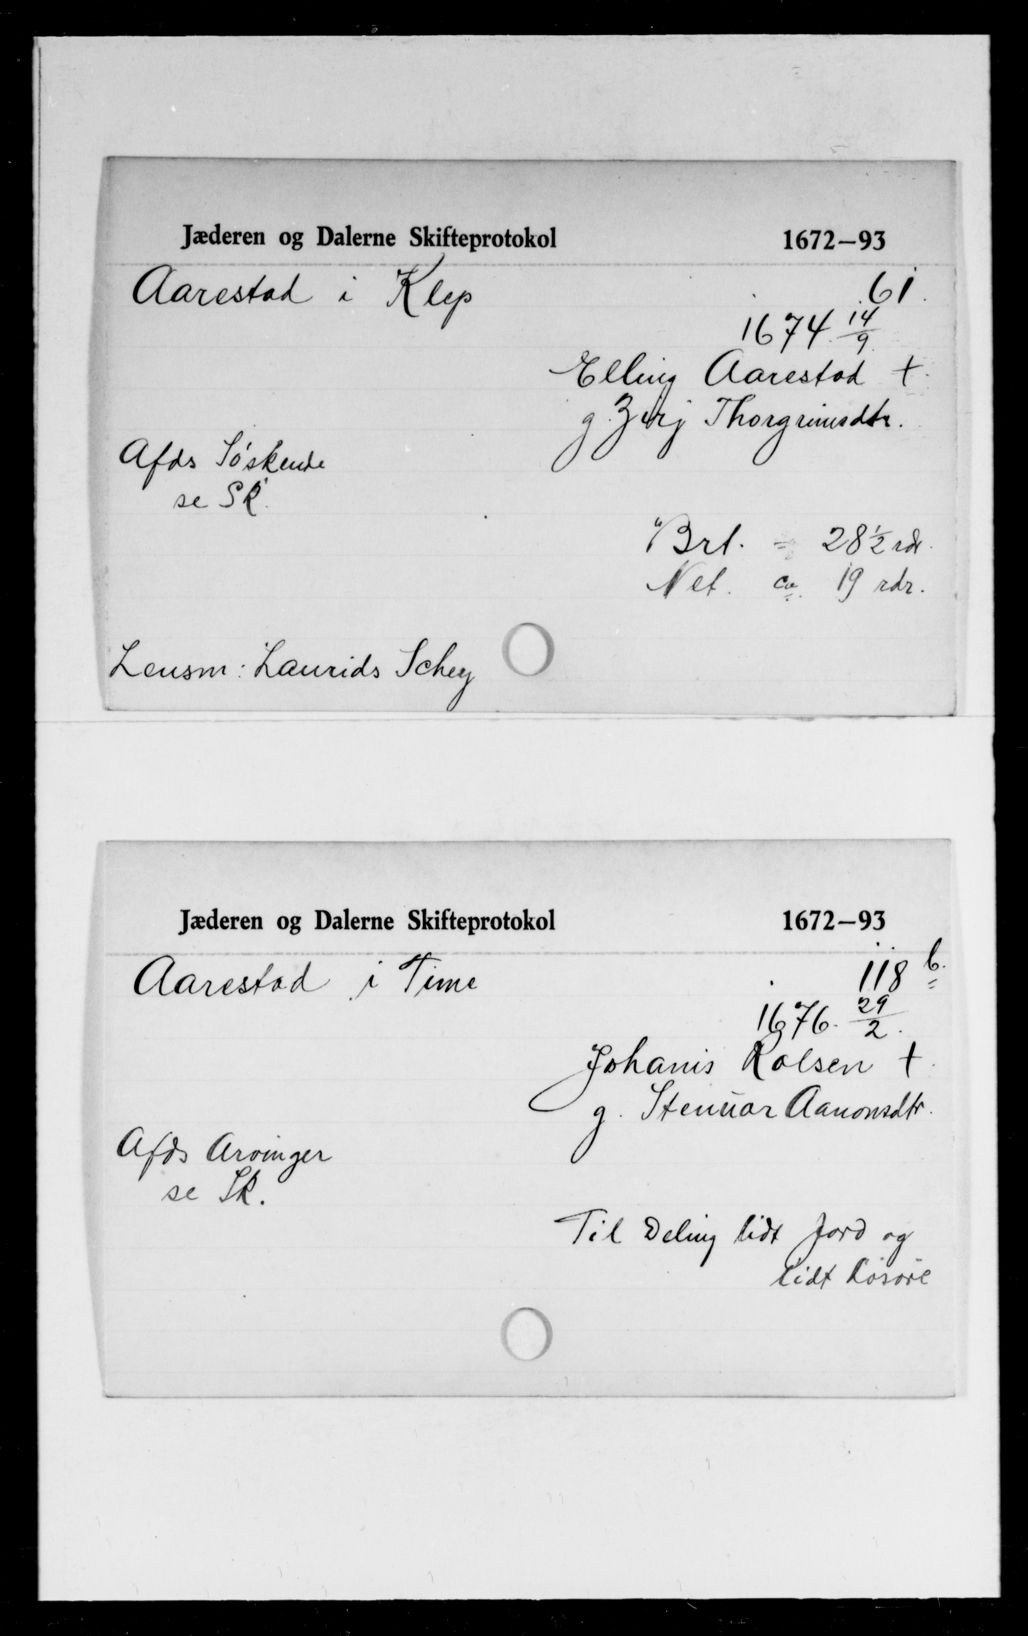 Jæderen og Dalerne Skifteprotokol 1672–93
Aarestad i Klep 61.
1674 14/9
Elling Aarestad †
g. Thorgrimsdtr.
Afds Söskende
se Sk.
Brt. = 28 1/2 rdr.
Net. ca. 19 rdr.
Lensm: Laurids Schey
Jæderen og Dalerne Skifteprotokol 1672–93
Aarestad i Time 118 b.
1676. 29/2.
Johanis Rolsen †
g. Stenuar Aanonsdtr.
Afds Arvinger
se Sk.
Til Deling lidt Jord og
lidt Lösöre